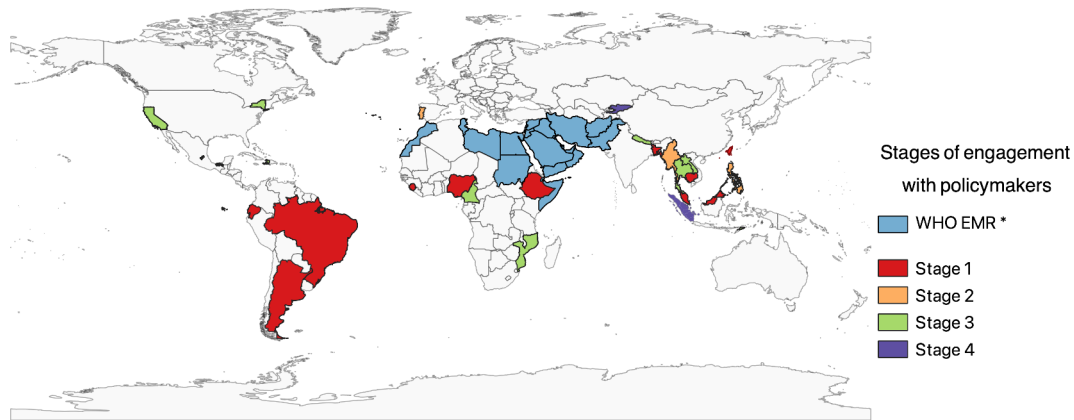 Stages of engagement
with policymakers
WHO EMR *
Stage 1
Stage 2
Stage 3
Stage 4